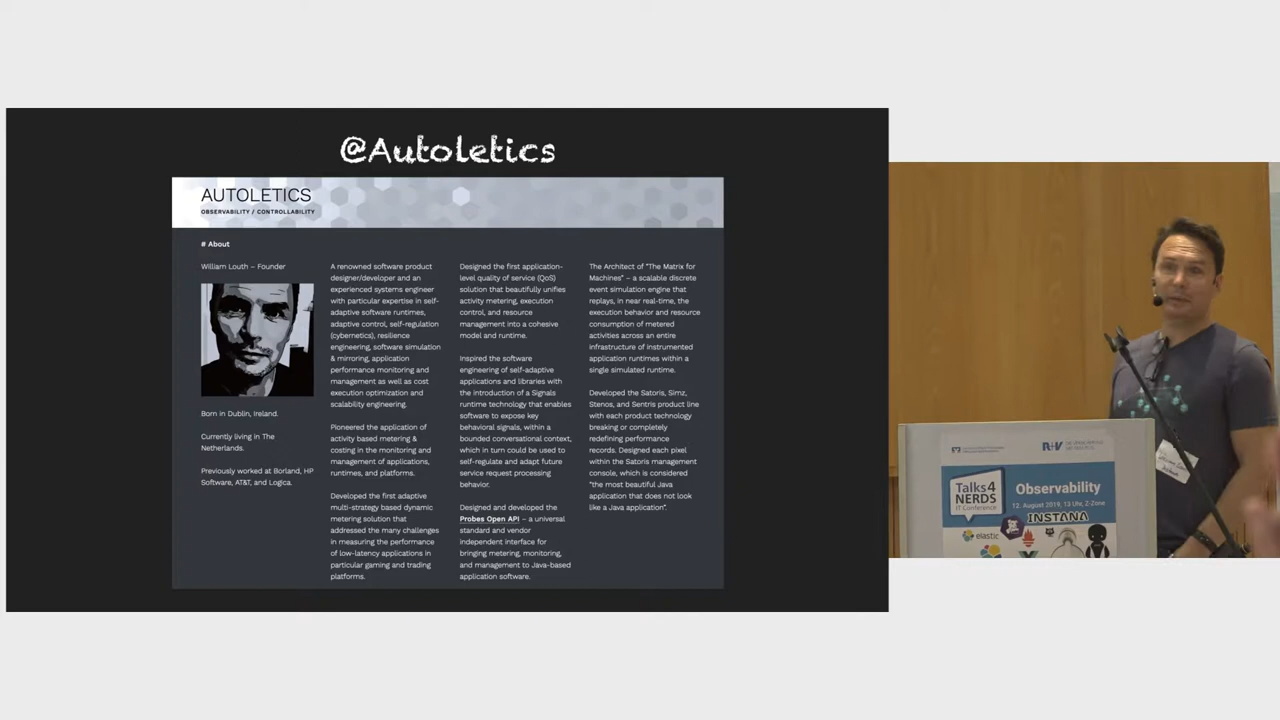 @Autoletics
AUTOLETICS
OBSERVABILITY / CONTROLLABILITY
# About
William Louth – Founder
Born in Dublin, Ireland.
Currently living in The
Netherlands.
Previously worked at Borland, HP
Software, AT&T, and Logica.
A renowned software product
designer/developer and an
experienced systems engineer
with particular expertise in self-
adaptive software runtimes,
adaptive control, self-regulation
(cybernetics), resilience
engineering, software simulation
& mirroring, application
performance monitoring and
management as well as cost
execution optimization and
scalability engineering.
Pioneered the application of
activity based metering &
costing in the monitoring and
management of applications,
runtimes, and platforms.
Developed the first adaptive
multi-strategy based dynamic
metering solution that
addressed the many challenges
in measuring the performance
of low-latency applications in
particular gaming and trading
platforms.
Designed the first application-
level quality of service (QoS)
solution that beautifully unifies
activity metering, execution
control, and resource
management into a cohesive
model and runtime.
Inspired the software
engineering of self-adaptive
applications and libraries with
the introduction of a Signals
runtime technology that enables
software to expose key
behavioral signals, within a
bounded conversational context,
which in turn could be used to
self-regulate and adapt future
service request processing
behavior.
Designed and developed the
Probes Open API – a universal
standard and vendor
independent interface for
bringing metering, monitoring,
and management to Java-based
application software.
The Architect of "The Matrix for
Machines" – a scalable discrete
event simulation engine that
replays, in near real-time, the
execution behavior and resource
consumption of metered
activities across an entire
infrastructure of instrumented
application runtimes within a
single simulated runtime.
Developed the Satoris, Simz,
Stenos, and Sentris product line
with each product technology
breaking or completely
redefining performance
records. Designed each pixel
within the Satoris management
console, which is considered
"the most beautiful Java
application that does not look
like a Java application".
R+V
Talks4
NERDS
IT Conference
Observability
12. August 2019, 13 Uhr, Z-Zone
elastic
INSTANA